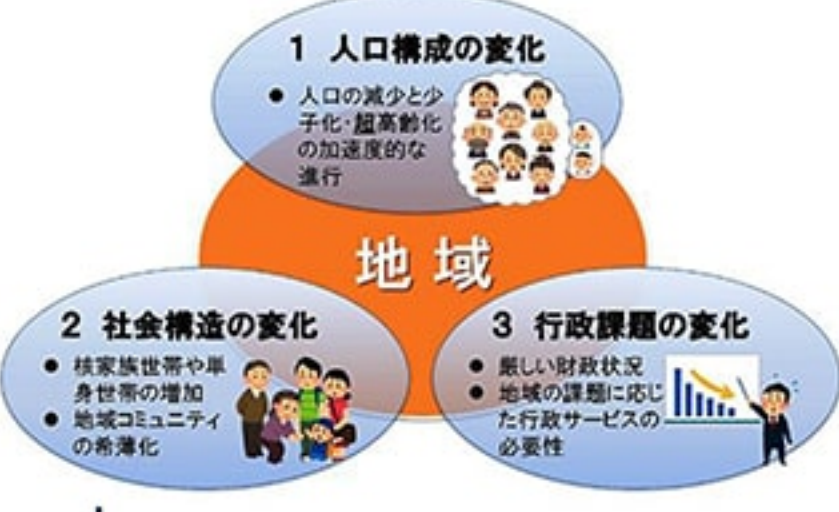 1 人口構成の変化
● 人口の減少と少
子化・超高齢化
の加速度的な
進行
地域
2 社会構造の変化
● 核家族世帯や単
身世帯の増加
● 地域コミュニティ
の希薄化
3 行政課題の変化
● 厳しい財政状況
● 地域の課題に応じ
た行政サービスの
必要性